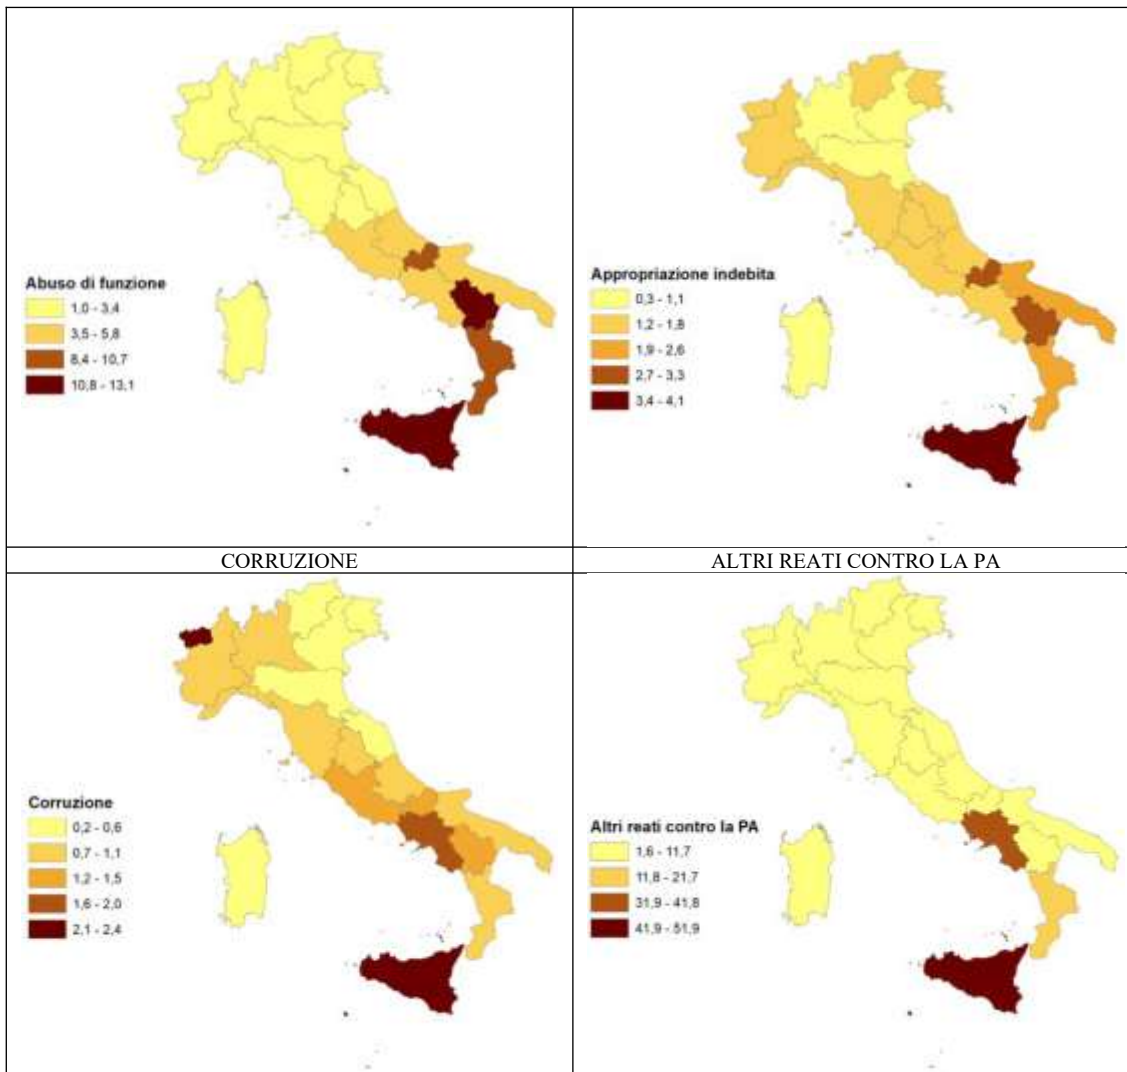 Abuso di funzione
1,0 - 3,4
3,5 - 5,8
8,4 - 10,7
10,8 - 13,1
Appropriazione indebita
0,3 - 1,1
1,2 - 1,8
1,9 - 2,6
2,7 - 3,3
3,4 - 4,1
CORRUZIONE
ALTRI REATI CONTRO LA PA
Corruzione
0,2 - 0,6
0,7 - 1,1
1,2 - 1,5
1,6 - 2,0
2,1 - 2,4
Altri reati contro la PA
1,6 - 11,7
11,8 - 21,7
31,9 - 41,8
41,9 - 51,9